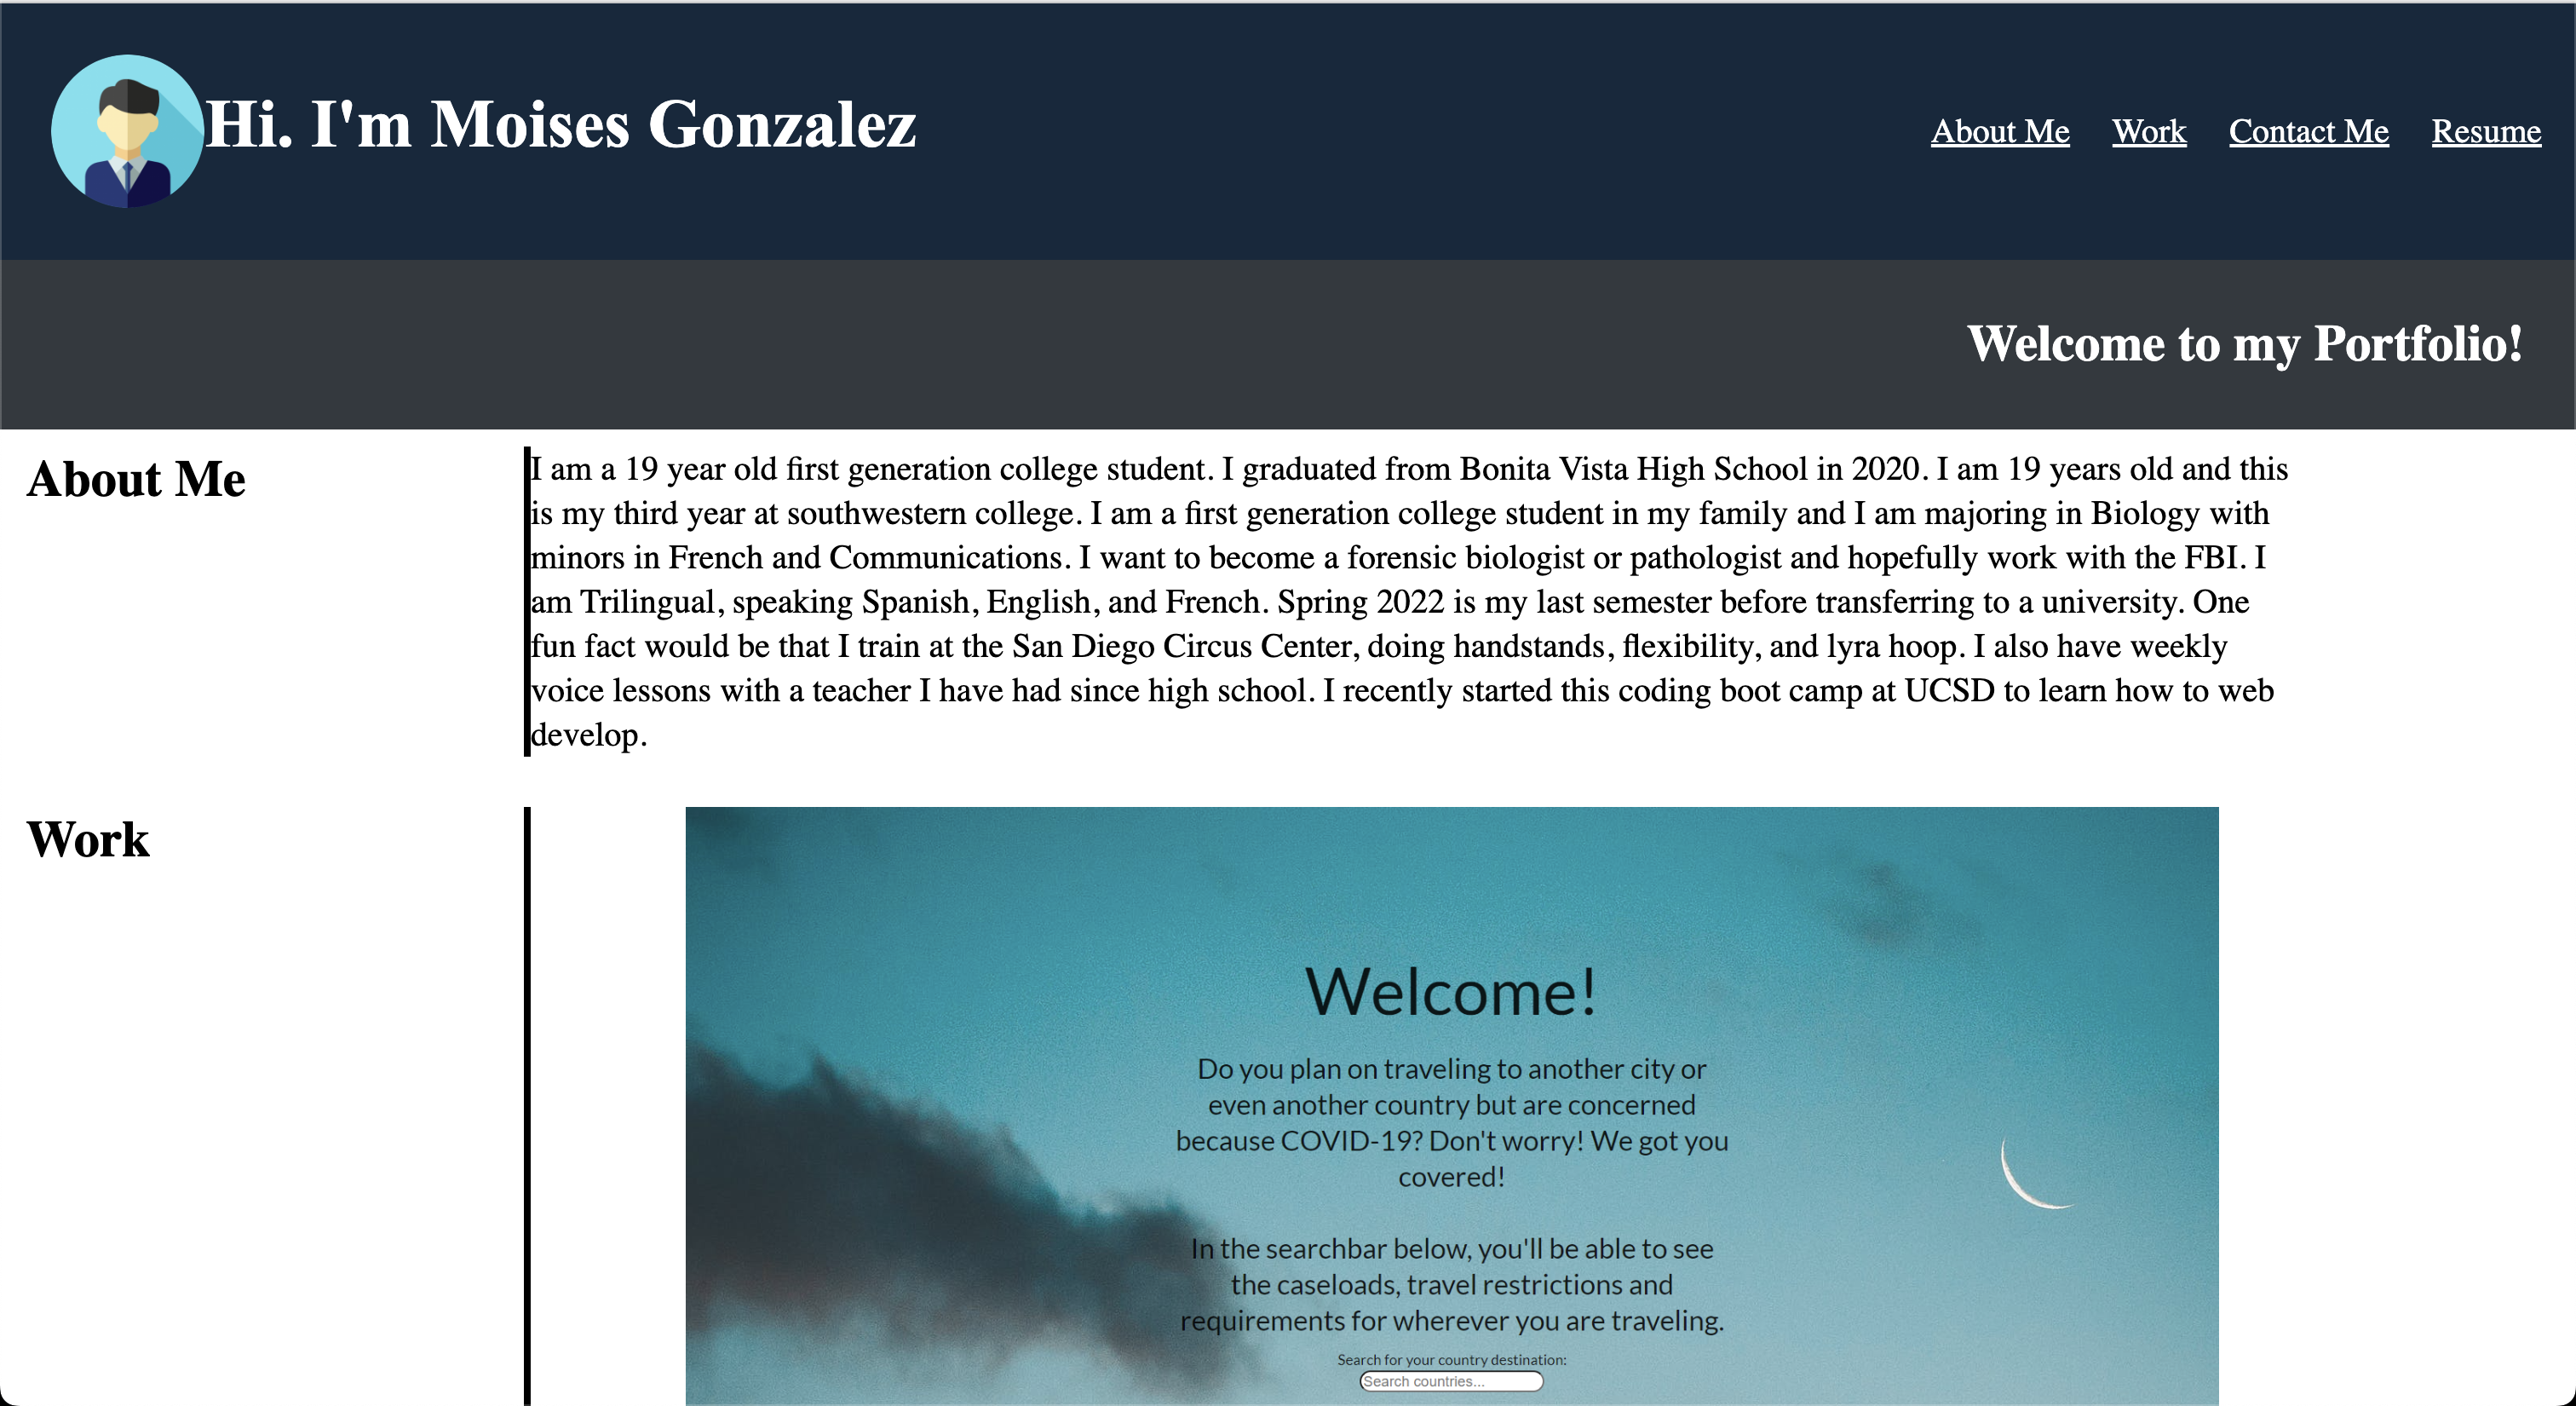 Hi. I'm Moises Gonzalez
About Me Work Contact Me Resume
Welcome to my Portfolio!
About Me
I am a 19 year old first generation college student. I graduated from Bonita Vista High School in 2020. I am 19 years old and this
is my third year at southwestern college. I am a first generation college student in my family and I am majoring in Biology with
minors in French and Communications. I want to become a forensic biologist or pathologist and hopefully work with the FBI. I
am Trilingual, speaking Spanish, English, and French. Spring 2022 is my last semester before transferring to a university. One
fun fact would be that I train at the San Diego Circus Center, doing handstands, flexibility, and lyra hoop. I also have weekly
voice lessons with a teacher I have had since high school. I recently started this coding boot camp at UCSD to learn how to web
develop.
Work
Welcome!
Do you plan on traveling to another city or
even another country but are concerned
because COVID-19? Don't worry! We got you
covered!
In the searchbar below, you'll be able to see
the caseloads, travel restrictions and
requirements for wherever you are traveling.
Search for your country destination:
Search countries...